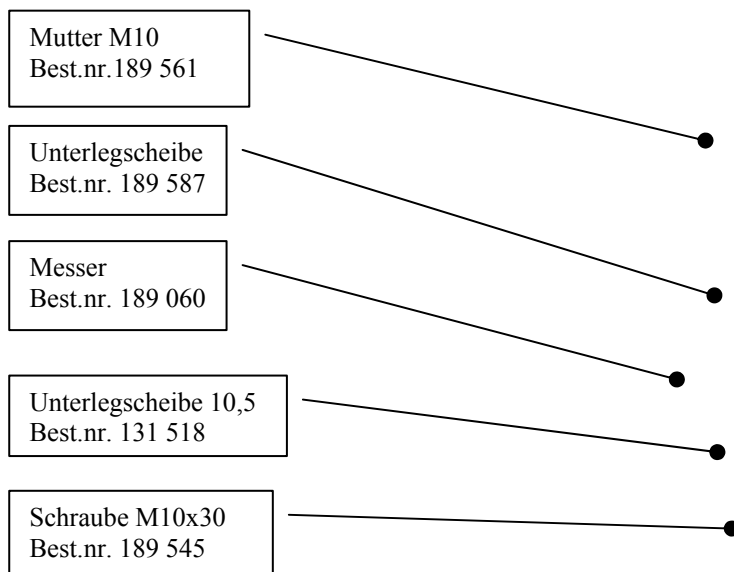 Mutter M10
Best.nr.189 561
Unterlegscheibe
Best.nr. 189 587
Messer
Best.nr. 189 060
Unterlegscheibe 10,5
Best.nr. 131 518
Schraube M10x30
Best.nr. 189 545